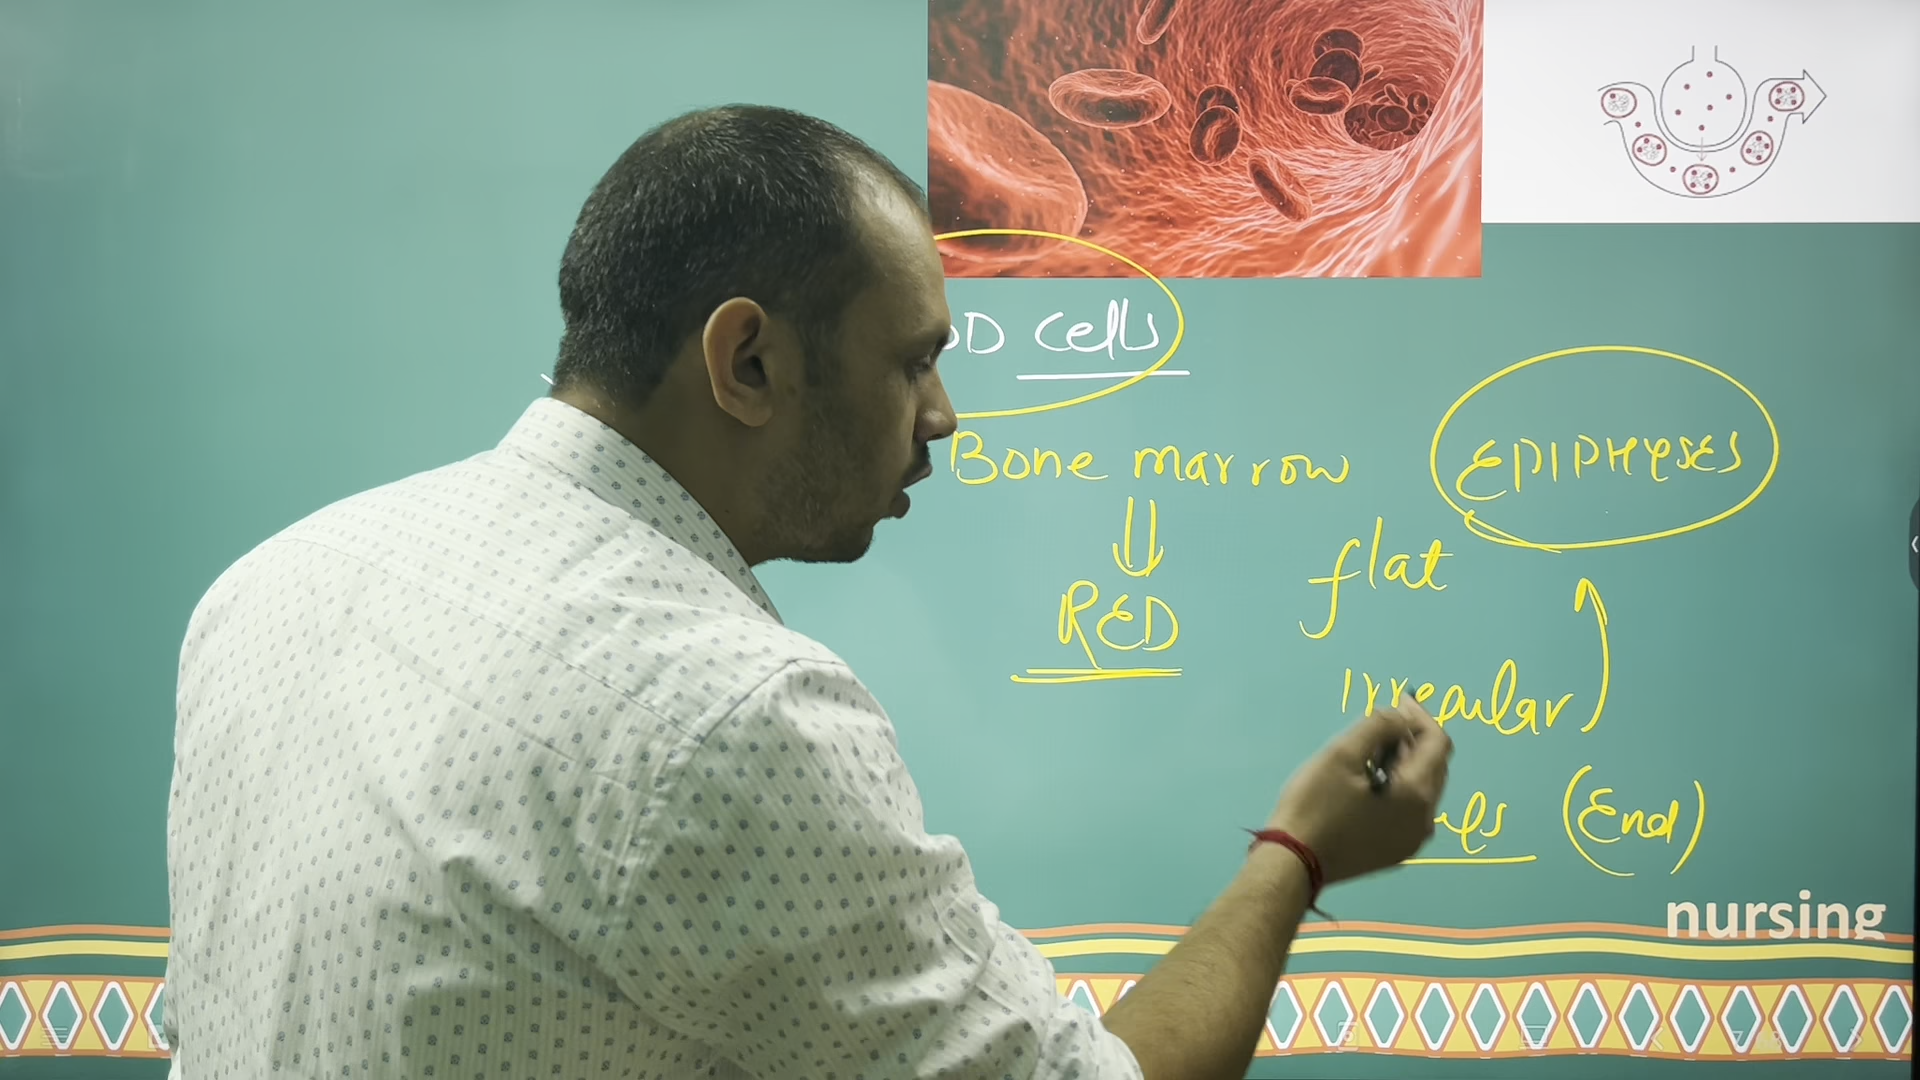 cells
Bone marrow
EPIPHYSES
flat
RED
irregular
(End)
nursing